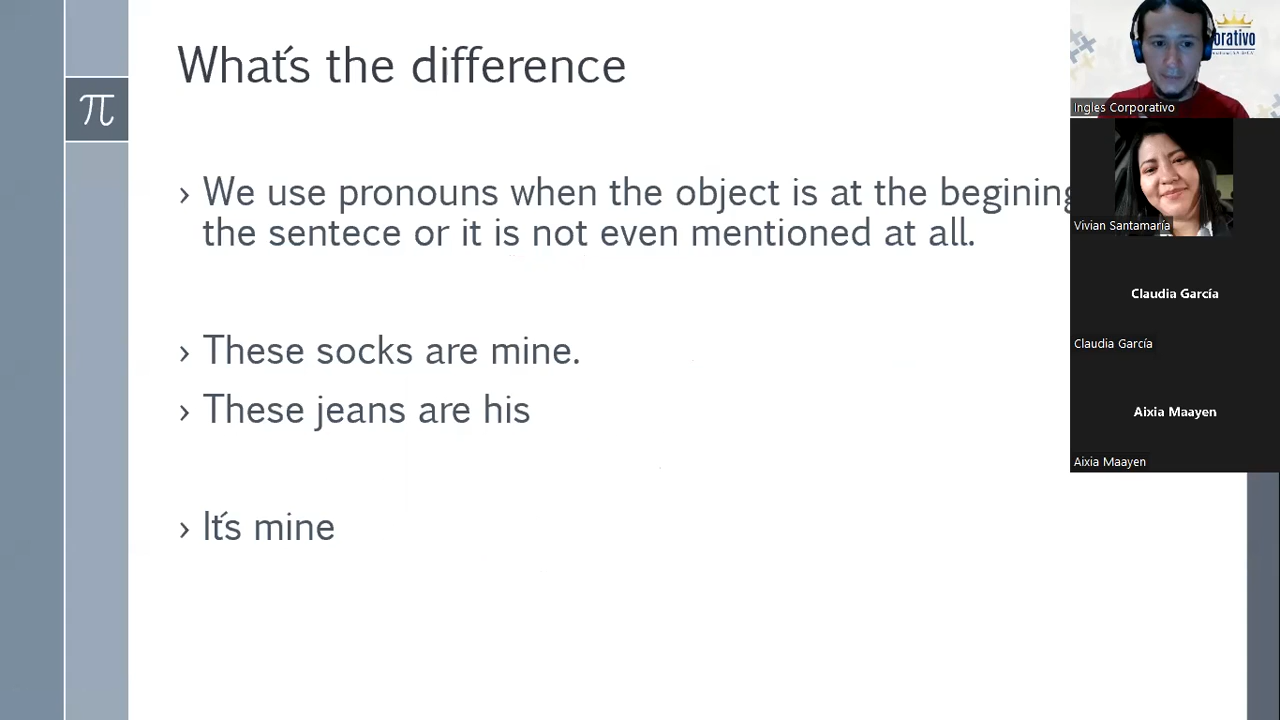 What´s the difference
π
› We use pronouns when the object is at the begining
the sentece or it is not even mentioned at all.
› These socks are mine.
› These jeans are his
› It´s mine
orativo
Ingles Corporativo
Vivian Santamaría
Claudia García
Claudia García
Aixia Maayen
Aixia Maayen